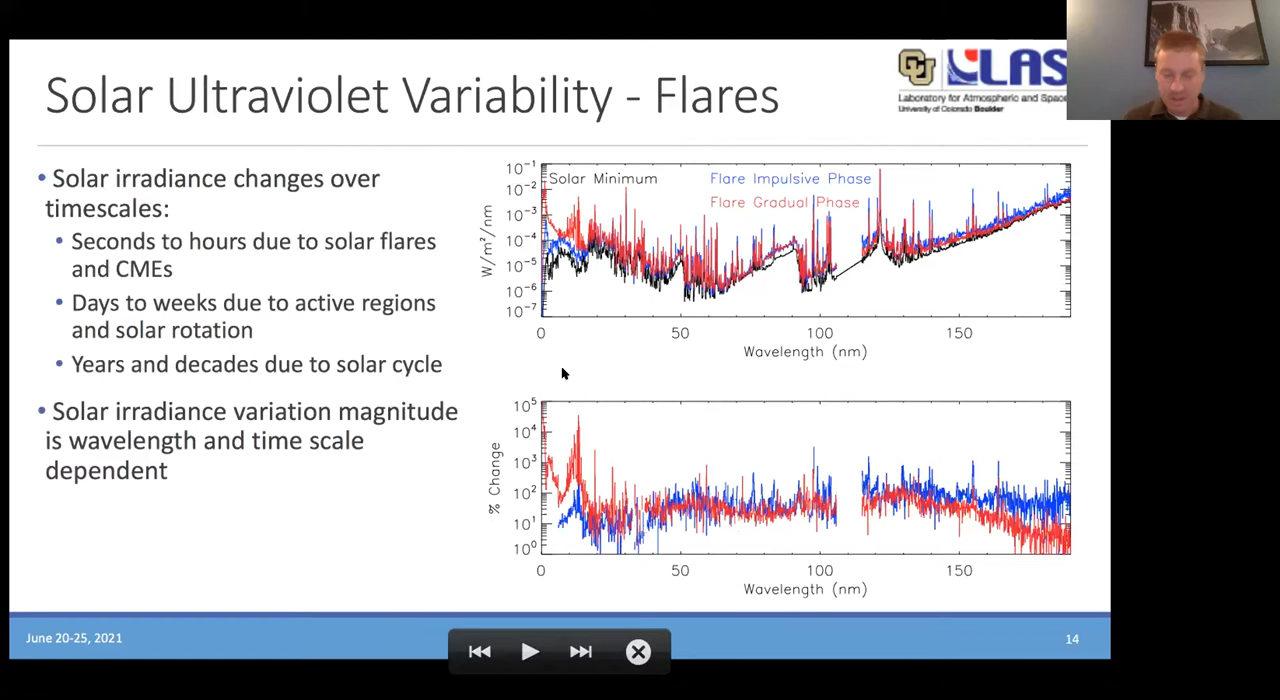 Solar Ultraviolet Variability - Flares
CU
LAS
Laboratory for Atmospheric and Space
University of Colorado Boulder
• Solar irradiance changes over
timescales:
• Seconds to hours due to solar flares
and CMEs
• Days to weeks due to active regions
and solar rotation
• Years and decades due to solar cycle
• Solar irradiance variation magnitude
is wavelength and time scale
dependent
Solar Minimum
Flare Impulsive Phase
Flare Gradual Phase
W/m²/nm
10⁻¹
10⁻²
10⁻³
10⁻⁴
10⁻⁵
10⁻⁶
10⁻⁷
0 50 100 150
Wavelength (nm)
% Change
10⁵
10⁴
10³
10²
10¹
10⁰
0 50 100 150
Wavelength (nm)
June 20-25, 2021
14